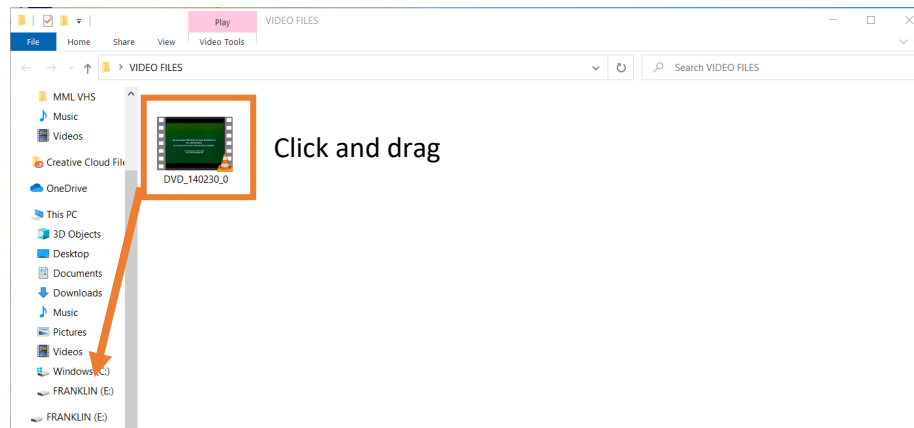 Play VIDEO FILES
File Home Share View Video Tools
VIDEO FILES
Search VIDEO FILES
MML VHS
Music
Videos
Creative Cloud File
OneDrive
This PC
3D Objects
Desktop
Documents
Downloads
Music
Pictures
Videos
Windows (C:)
FRANKLIN (E:)
FRANKLIN (E:)
DVD_140230_0
Click and drag